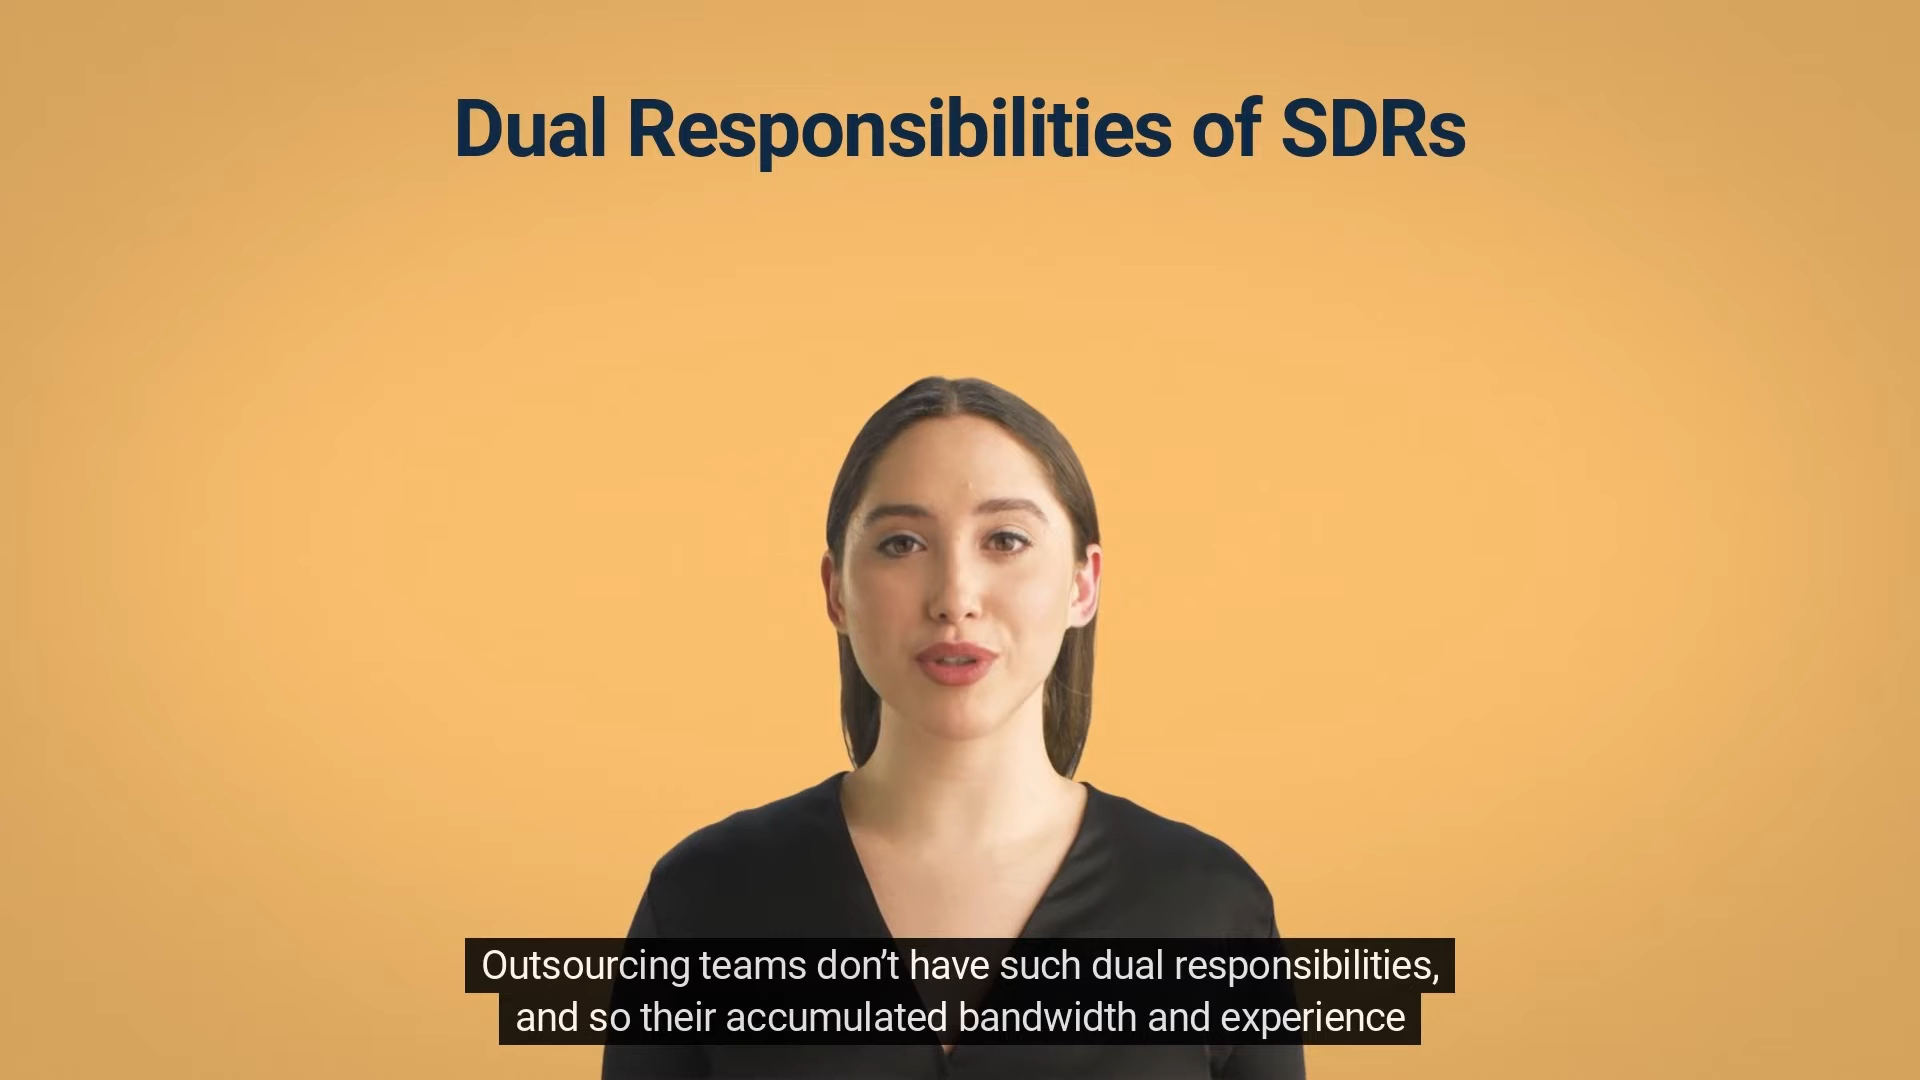 Dual Responsibilities of SDRs
Outsourcing teams don’t have such dual responsibilities,
and so their accumulated bandwidth and experience